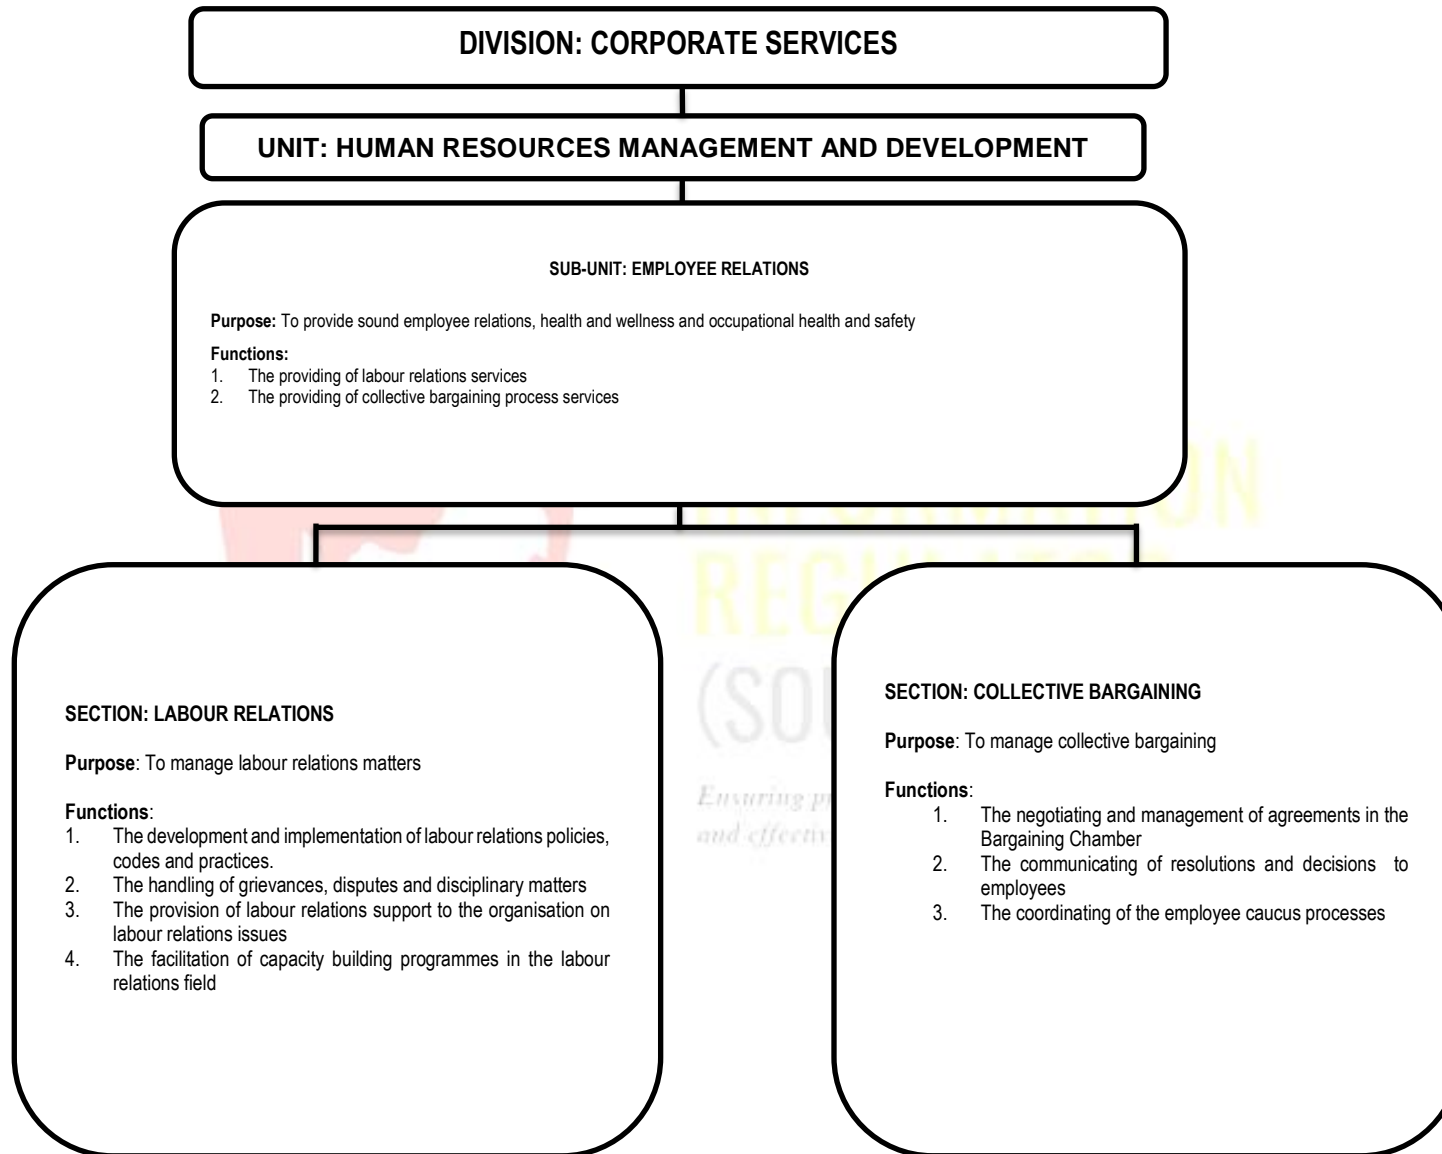 DIVISION: CORPORATE SERVICES
UNIT: HUMAN RESOURCES MANAGEMENT AND DEVELOPMENT
SUB-UNIT: EMPLOYEE RELATIONS
Purpose: To provide sound employee relations, health and wellness and occupational health and safety
Functions:
1. The providing of labour relations services
2. The providing of collective bargaining process services
SECTION: LABOUR RELATIONS
Purpose: To manage labour relations matters
Functions:
1. The development and implementation of labour relations policies,
codes and practices.
2. The handling of grievances, disputes and disciplinary matters
3. The provision of labour relations support to the organisation on
labour relations issues
4. The facilitation of capacity building programmes in the labour
relations field
SECTION: COLLECTIVE BARGAINING
Purpose: To manage collective bargaining
Functions:
1. The negotiating and management of agreements in the
Bargaining Chamber
2. The communicating of resolutions and decisions to
employees
3. The coordinating of the employee caucus processes
Ensuring
and